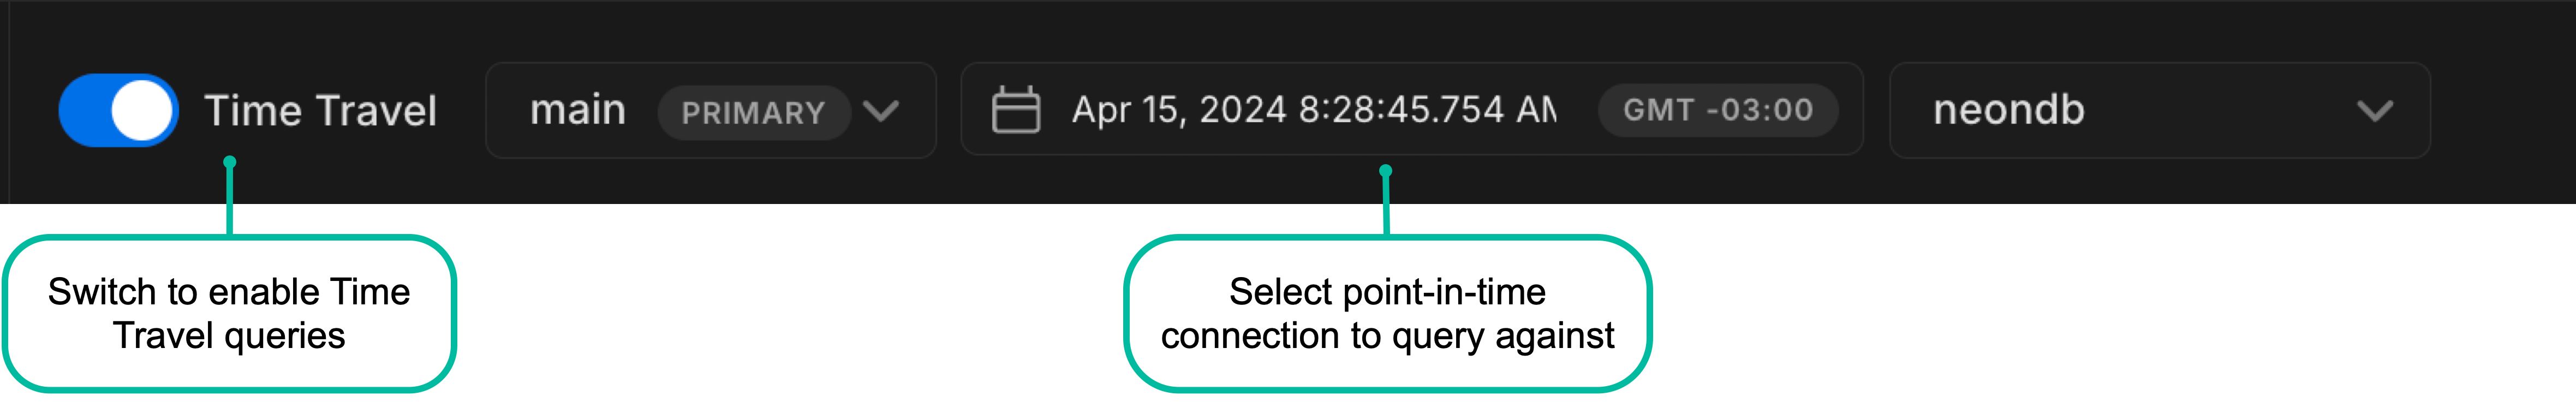 Time Travel main PRIMARY Apr 15, 2024 8:28:45.754 AM GMT -03:00 neondb
Switch to enable Time
Travel queries
Select point-in-time
connection to query against